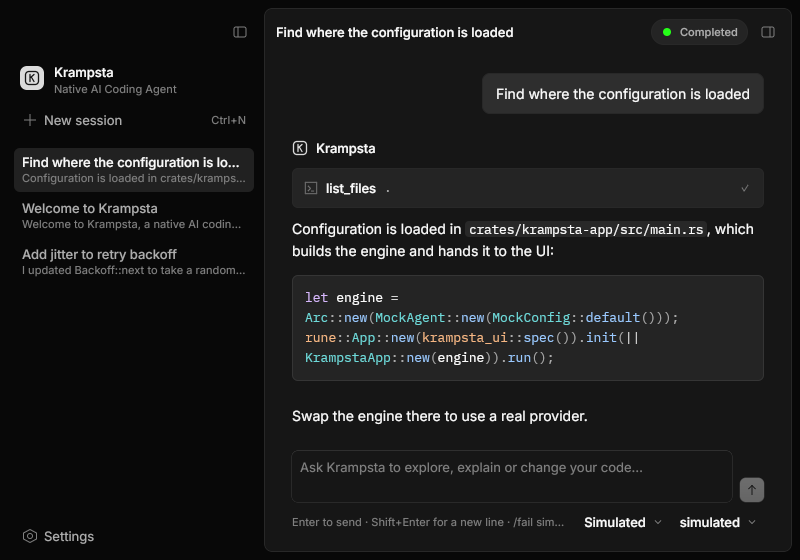 Krampsta
Native AI Coding Agent
New session Ctrl+N
Find where the configuration is lo...
Configuration is loaded in crates/kramps...
Welcome to Krampsta
Welcome to Krampsta, a native AI codin...
Add jitter to retry backoff
I updated Backoff::next to take a random...
Settings
Find where the configuration is loaded
Completed
Find where the configuration is loaded
K Krampsta
list_files .
Configuration is loaded in crates/krampsta-app/src/main.rs, which
builds the engine and hands it to the UI:
let engine =
Arc::new(MockAgent::new(MockConfig::default()));
rune::App::new(krampsta_ui::spec()).init(||
KrampstaApp::new(engine)).run();
Swap the engine there to use a real provider.
Ask Krampsta to explore, explain or change your code...
Enter to send · Shift+Enter for a new line · /fail sim... Simulated simulated